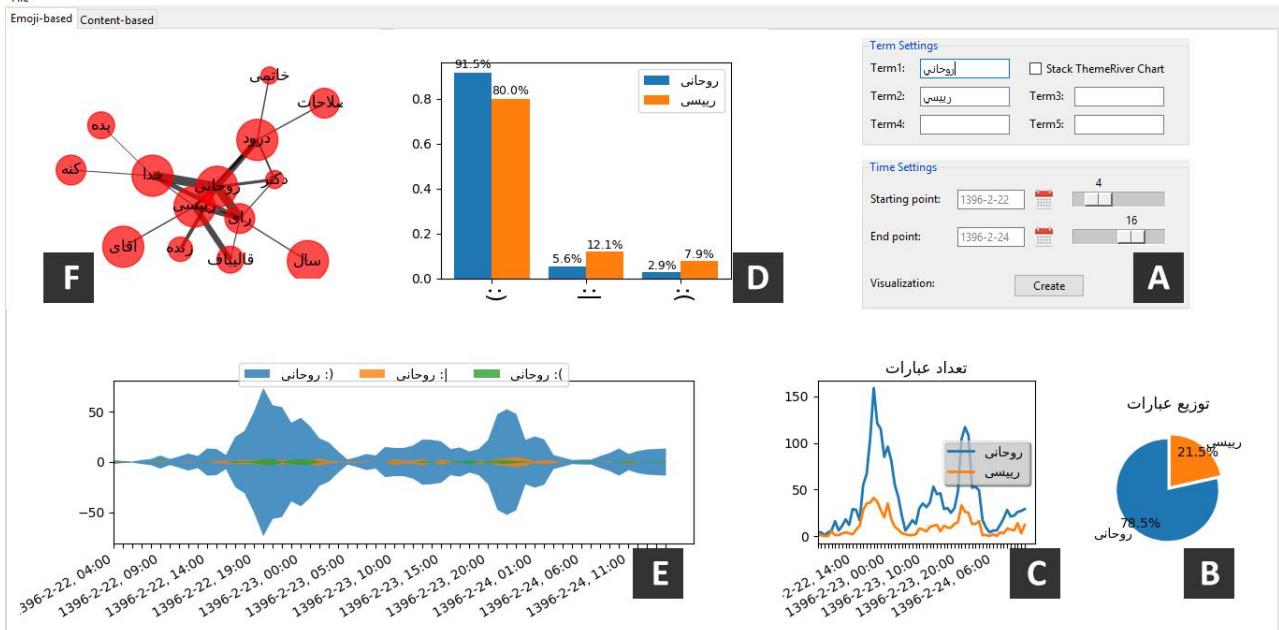 Emoji-based Content-based
خاتمی
ملاحات
بده
درود
کنه
خدا
دکتر
روحانی
رییسی
رای
اقای
زنده
قالیباف
سال
F
91.5%
80.0%
روحانی
رییسی
0.8
0.6
0.4
0.2
0.0
5.6%
12.1%
2.9%
7.9%
:)
:|
:(
D
Term Settings
Term1: روحاني
Stack ThemeRiver Chart
Term2: رييسي
Term3:
Term4:
Term5:
Time Settings
4
Starting point: 1396-2-22
16
End point: 1396-2-24
Visualization: Create
A
روحانی :)
روحانی :|
روحانی :(
50
0
−50
396-2-22, 04:00
1396-2-22, 09:00
1396-2-22, 14:00
1396-2-22, 19:00
1396-2-23, 00:00
1396-2-23, 05:00
1396-2-23, 10:00
1396-2-23, 15:00
1396-2-23, 20:00
1396-2-24, 01:00
1396-2-24, 06:00
1396-2-24, 11:00
E
تعداد عبارات
150
100
50
0
روحانی
رییسی
-2-22, 14:00
1396-2-23, 00:00
1396-2-23, 10:00
1396-2-23, 20:00
1396-2-24, 06:00
C
توزیع عبارات
رییسی
21.5%
78.5%
روحانی
B